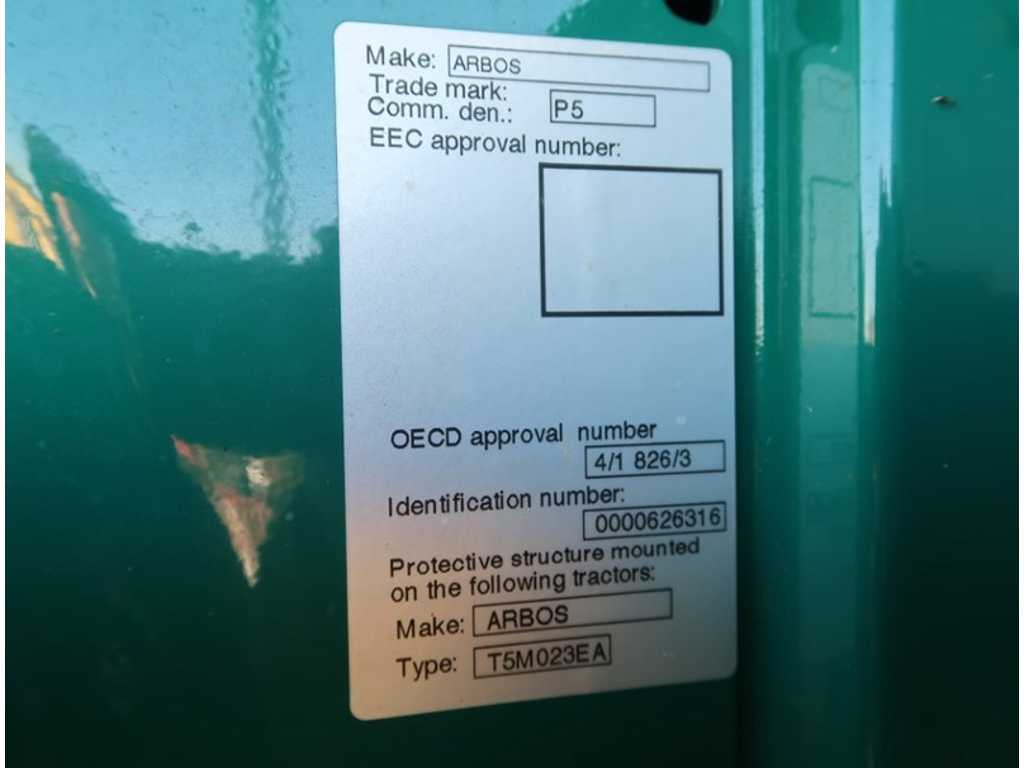 Make: ARBOS
Trade mark:
Comm. den.: P5
EEC approval number:
OECD approval number
4/1 826/3
Identification number:
0000626316
Protective structure mounted
on the following tractors:
Make: ARBOS
Type: T5M023EA